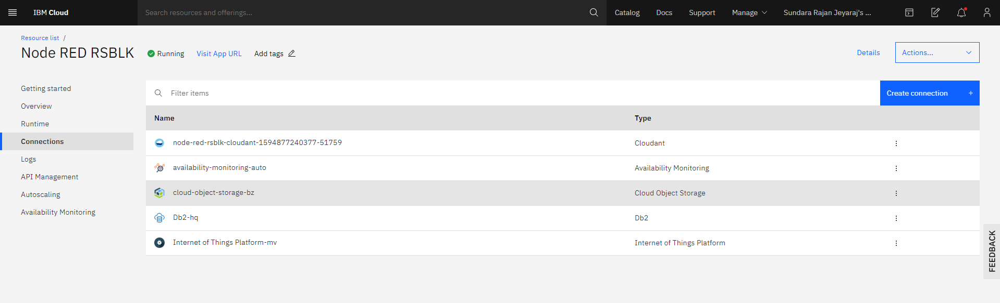 IBM Cloud
Search resources and offerings...
Catalog
Docs
Support
Manage
Sundara Rajan Jeyaraj's ...
Resource list /
Node RED RSBLK
Running
Visit App URL
Add tags
Details
Actions...
Getting started
Overview
Runtime
Connections
Logs
API Management
Autoscaling
Availability Monitoring
Filter items
Create connection +
Name Type
node-red-rsblk-cloudant-1594877240377-51759 Cloudant
availability-monitoring-auto Availability Monitoring
cloud-object-storage-bz Cloud Object Storage
Db2-hq Db2
Internet of Things Platform-mv Internet of Things Platform
FEEDBACK